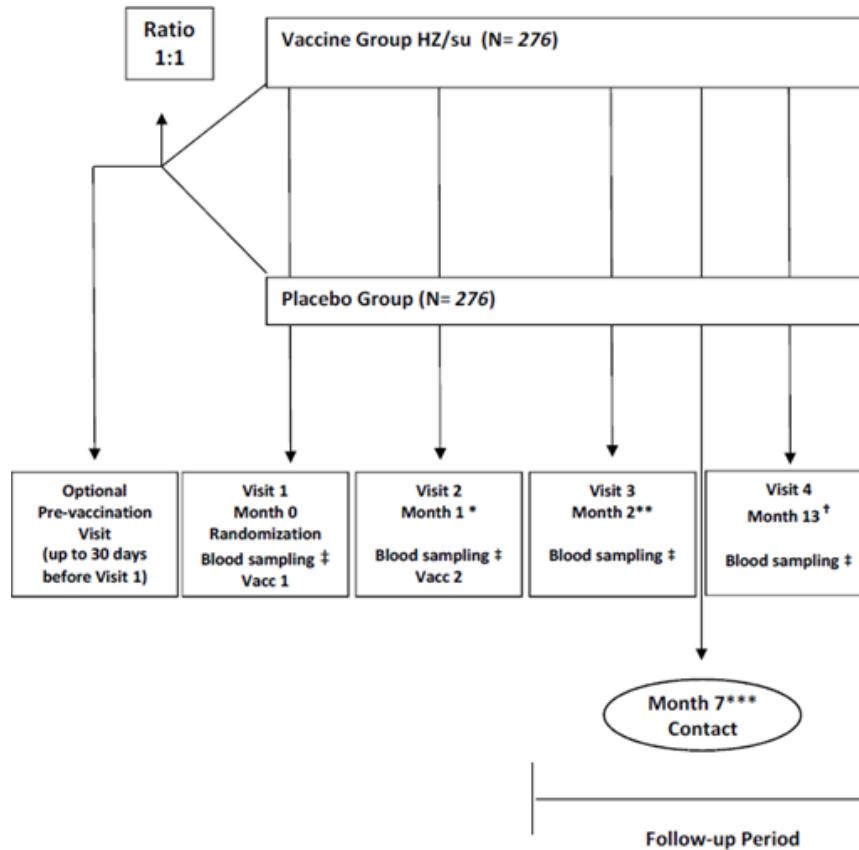 Ratio
1:1
Vaccine Group HZ/su (N= 276)
Placebo Group (N= 276)
Optional
Pre-vaccination
Visit
(up to 30 days
before Visit 1)
Visit 1
Month 0
Randomization
Blood sampling ‡
Vacc 1
Visit 2
Month 1 *
Blood sampling ‡
Vacc 2
Visit 3
Month 2**
Blood sampling ‡
Visit 4
Month 13†
Blood sampling ‡
Month 7***
Contact
Follow-up Period